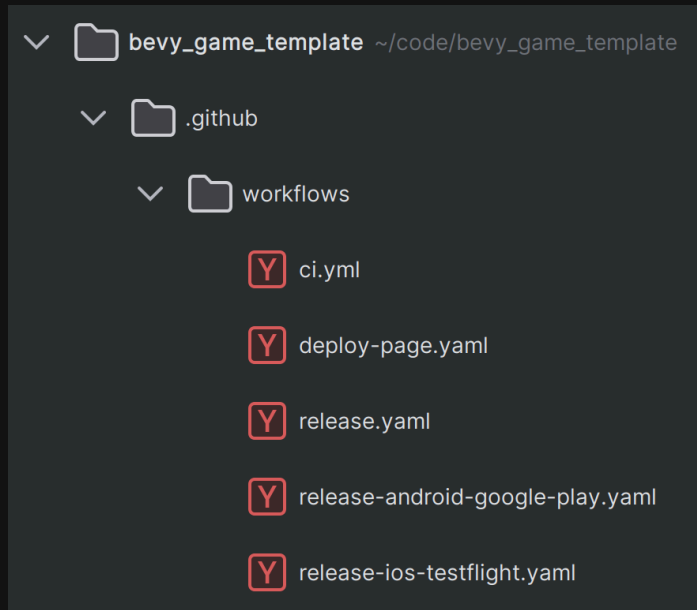 bevy_game_template ~/code/bevy_game_template
.github
workflows
Y ci.yml
Y deploy-page.yaml
Y release.yaml
Y release-android-google-play.yaml
Y release-ios-testflight.yaml